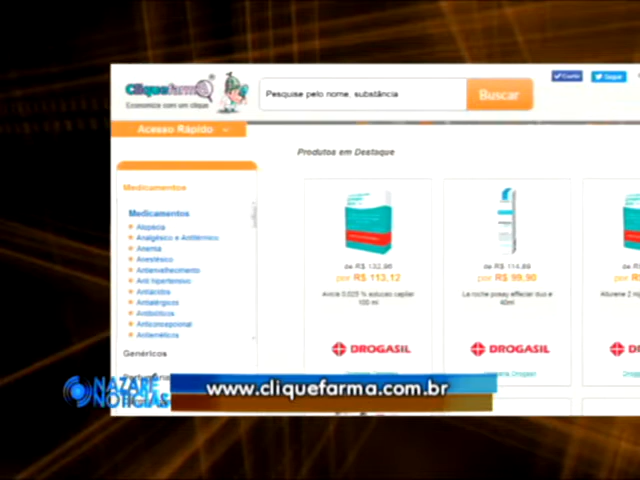 Cliquefarma
Economize com um clique
Pesquise pelo nome, substância
Buscar
Curtir
Seguir
Acesso Rápido
Produtos em Destaque
Medicamentos
Medicamentos
Alopécia
Analgésico e Antitérmico
Anemia
Anestésico
Antienvelhecimento
Anti hipertensivo
Antiácidos
Antialérgicos
Antibióticos
Anticoncepcional
Antieméticos
Genéricos
de R$ 132,96
por R$ 113,12
Avicis 0,025 % solucao capilar
100 ml
DROGASIL
de R$ 114,89
por R$ 99,90
La roche posay effaclar duo e
40ml
DROGASIL
NAZARÉ
NOTÍCIAS
www.cliquefarma.com.br